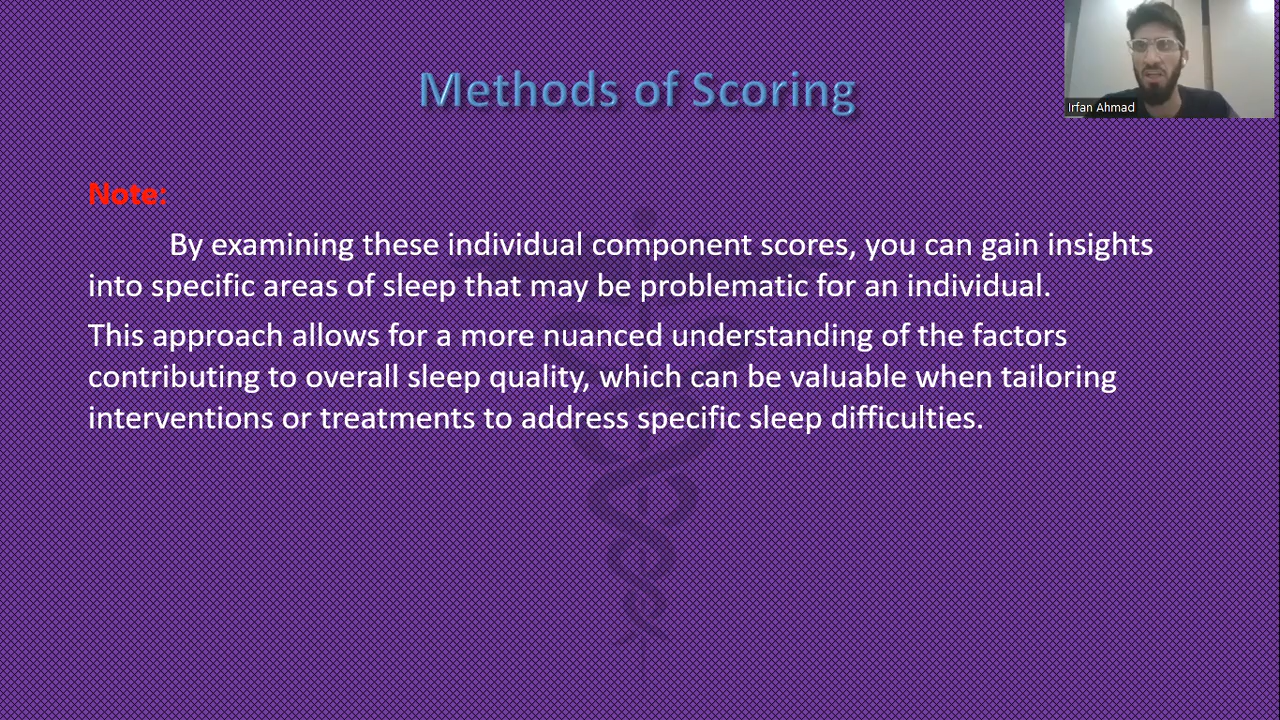 Methods of Scoring
Irfan Ahmad
Note:
By examining these individual component scores, you can gain insights
into specific areas of sleep that may be problematic for an individual.
This approach allows for a more nuanced understanding of the factors
contributing to overall sleep quality, which can be valuable when tailoring
interventions or treatments to address specific sleep difficulties.